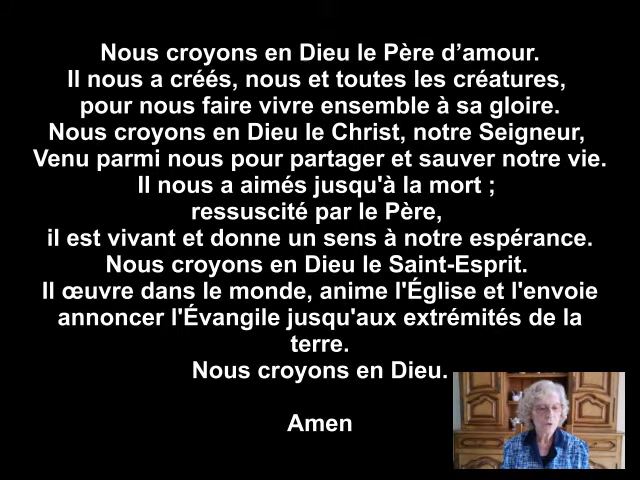 Nous croyons en Dieu le Père d’amour.
Il nous a créés, nous et toutes les créatures,
pour nous faire vivre ensemble à sa gloire.
Nous croyons en Dieu le Christ, notre Seigneur,
Venu parmi nous pour partager et sauver notre vie.
Il nous a aimés jusqu'à la mort ;
ressuscité par le Père,
il est vivant et donne un sens à notre espérance.
Nous croyons en Dieu le Saint-Esprit.
Il œuvre dans le monde, anime l'Église et l'envoie
annoncer l'Évangile jusqu'aux extrémités de la
terre.
Nous croyons en Dieu.
Amen